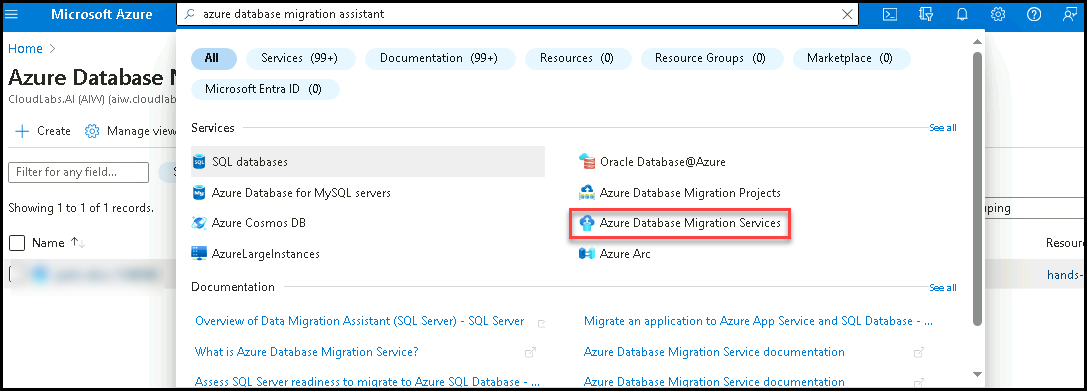 Microsoft Azure
azure database migration assistant
Home >
Azure Database M
CloudLabs.AI (AIW) (aiw.cloudlab
+ Create Manage view
Filter for any field...
S
Showing 1 to 1 of 1 records.
Name ↑↓
All
Services (99+)
Documentation (99+)
Resources (0)
Resource Groups (0)
Marketplace (0)
Microsoft Entra ID (0)
Services
See all
SQL databases
Oracle Database@Azure
Azure Database for MySQL servers
Azure Database Migration Projects
Azure Cosmos DB
Azure Database Migration Services
AzureLargeInstances
Azure Arc
Documentation
See all
Overview of Data Migration Assistant (SQL Server) - SQL Server
Migrate an application to Azure App Service and SQL Database - ...
What is Azure Database Migration Service?
Azure Database Migration Service documentation
Assess SQL Server readiness to migrate to Azure SQL Database - ...
Azure Database Migration Service documentation
uping
Resour
hands-